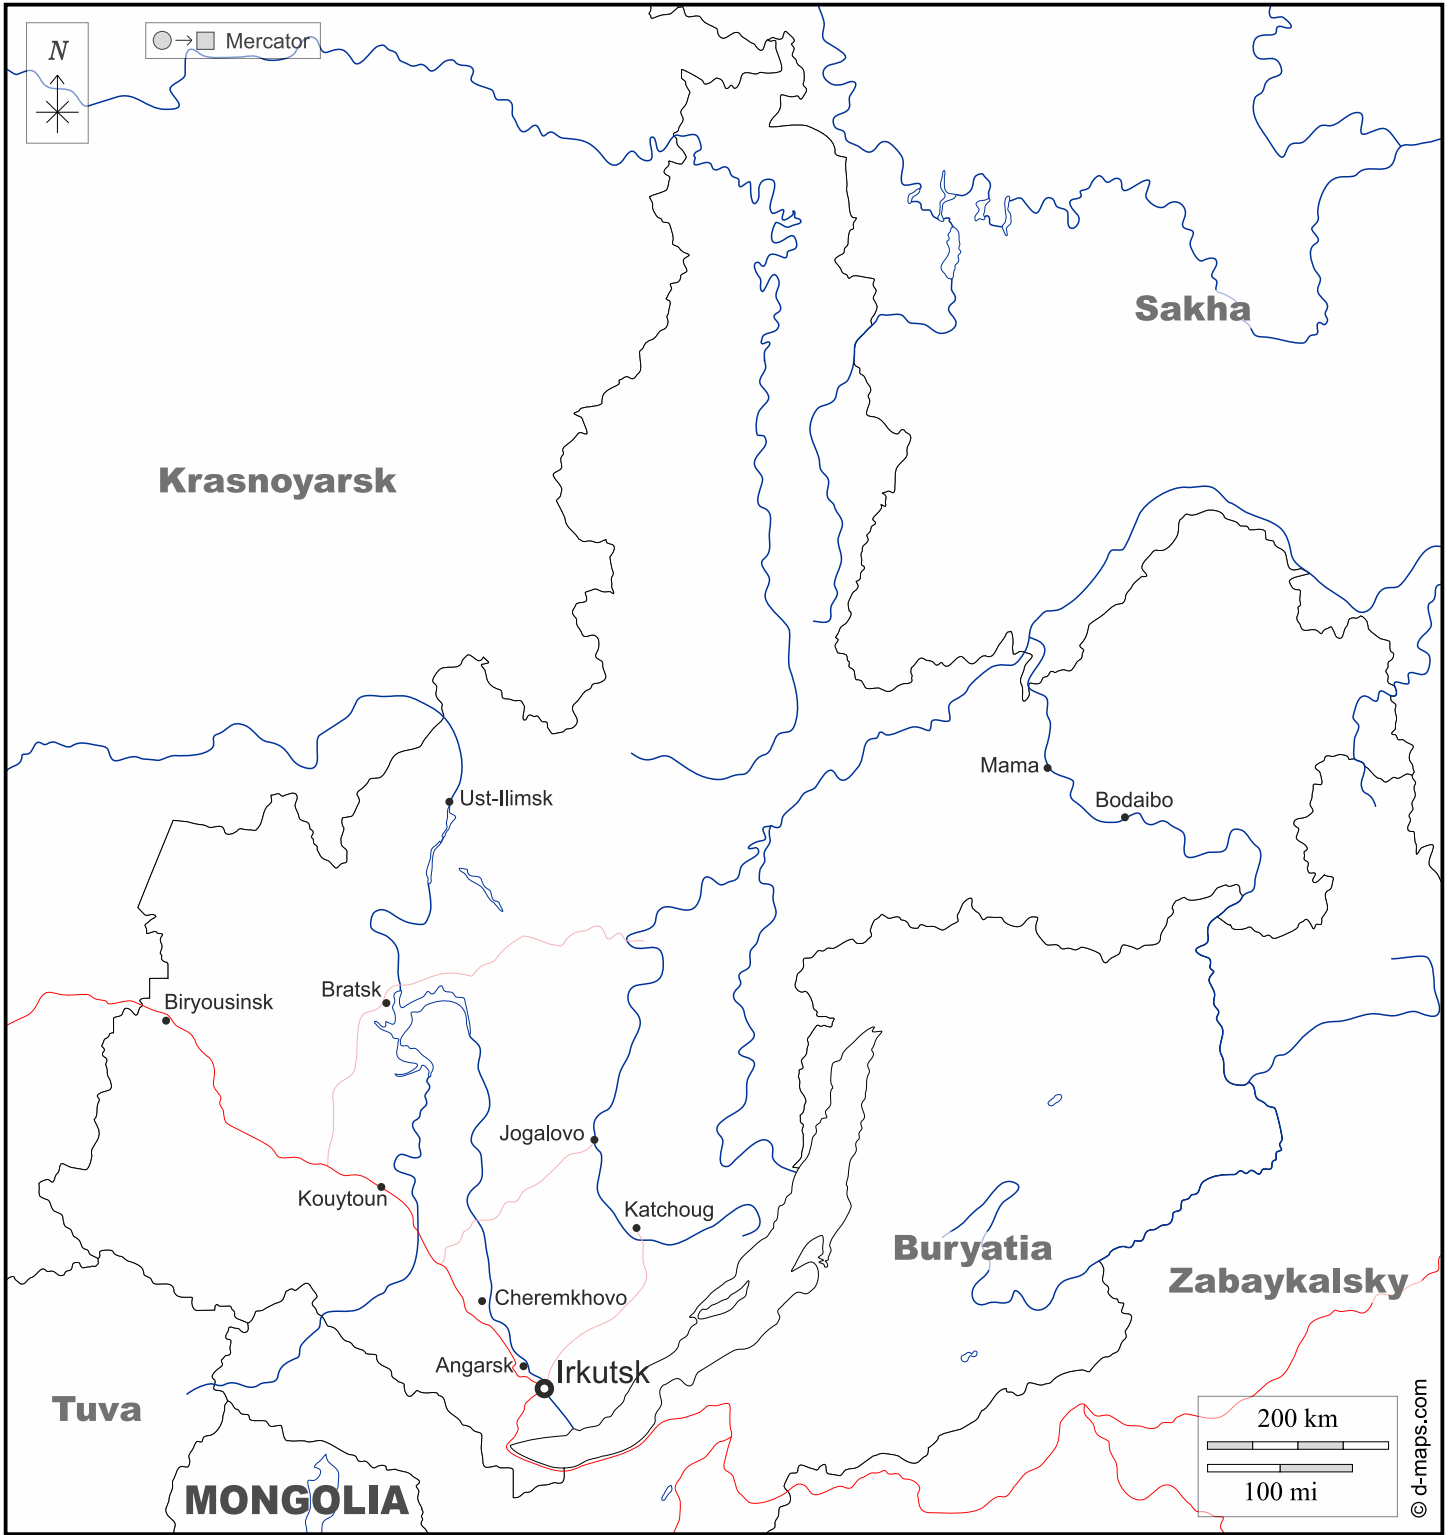 N
Mercator
Sakha
Krasnoyarsk
Mama
Bodaibo
Ust-Ilimsk
Bratsk
Biryousinsk
Jogalovo
Kouytoun
Katchoug
Buryatia
Zabaykalsky
Cheremkhovo
Angarsk
Irkutsk
Tuva
MONGOLIA
200 km
100 mi
© d-maps.com